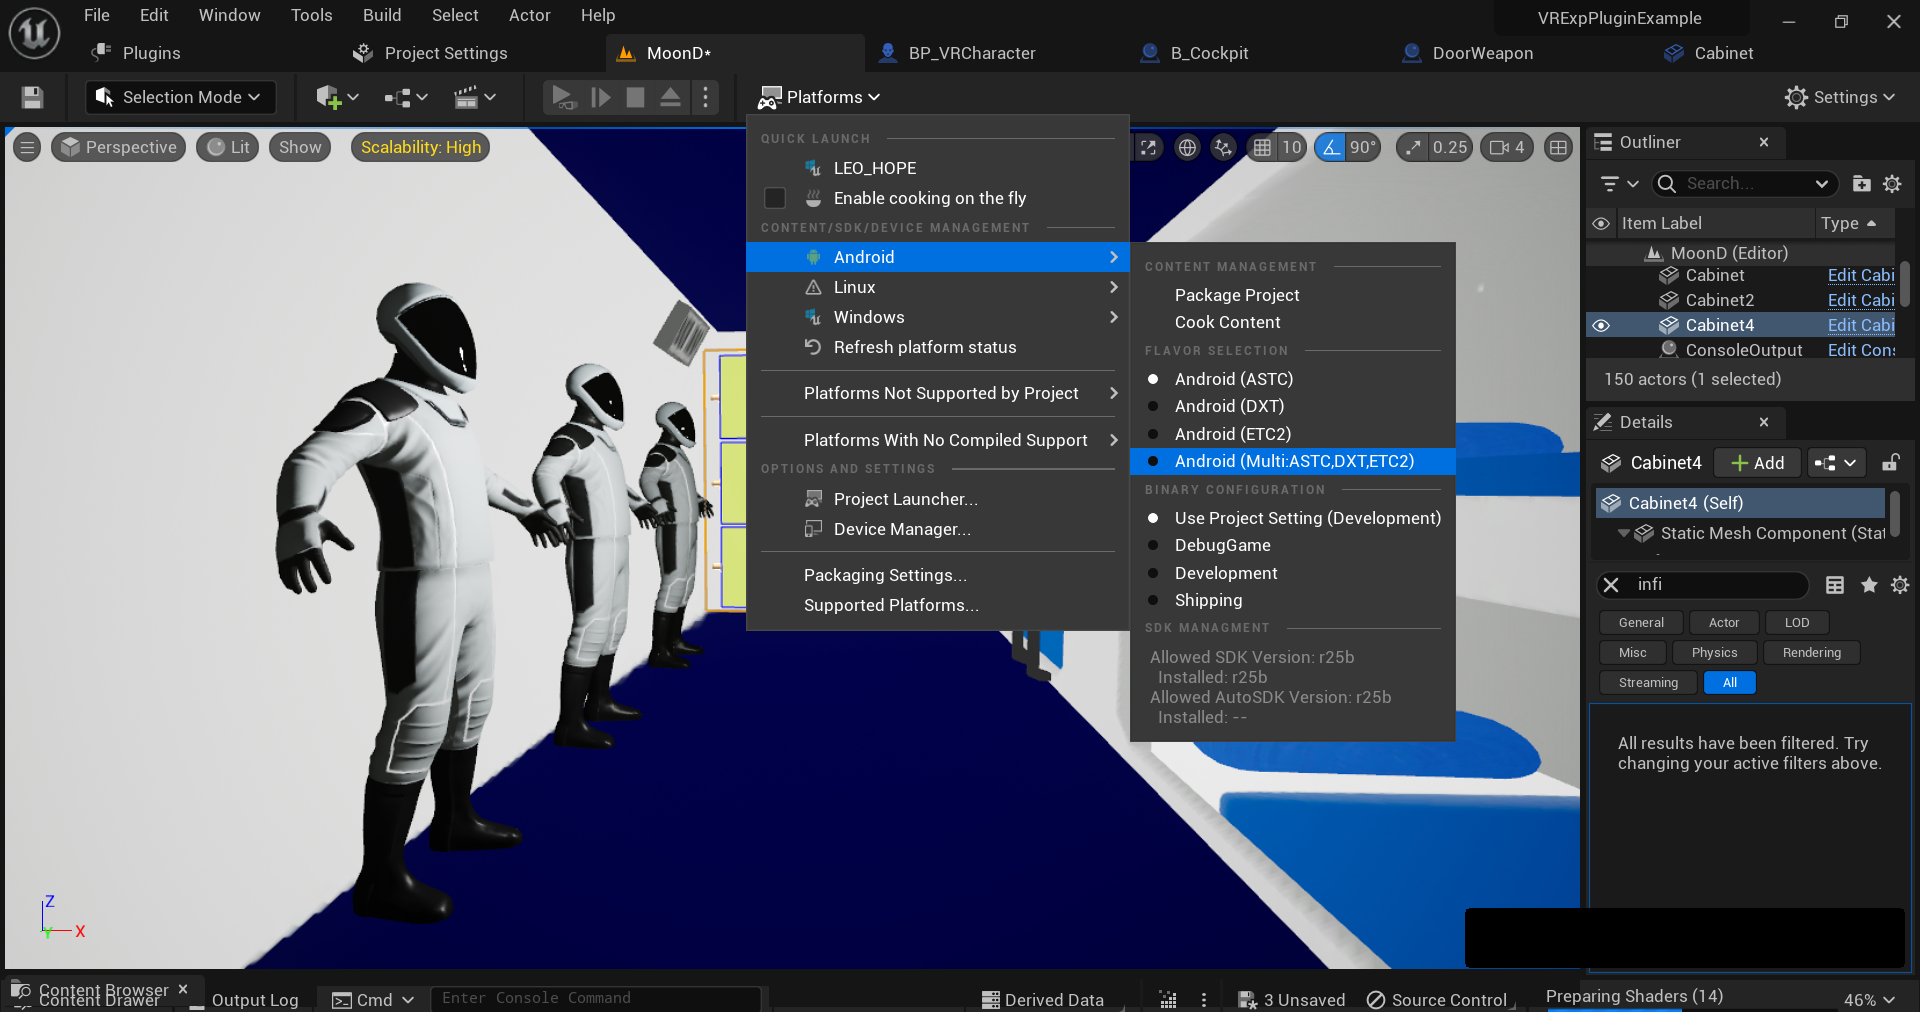 File Edit Window Tools Build Select Actor Help
VRExpPluginExample
Plugins
Project Settings
MoonD*
BP_VRCharacter
B_Cockpit
DoorWeapon
Cabinet
Selection Mode
Platforms
Settings
Perspective
Lit
Show
Scalability: High
10
90°
0.25
4
QUICK LAUNCH
LEO_HOPE
Enable cooking on the fly
CONTENT/SDK/DEVICE MANAGEMENT
Android
Linux
Windows
Refresh platform status
Platforms Not Supported by Project
Platforms With No Compiled Support
OPTIONS AND SETTINGS
Project Launcher...
Device Manager...
Packaging Settings...
Supported Platforms...
CONTENT MANAGEMENT
Package Project
Cook Content
FLAVOR SELECTION
Android (ASTC)
Android (DXT)
Android (ETC2)
Android (Multi:ASTC,DXT,ETC2)
BINARY CONFIGURATION
Use Project Setting (Development)
DebugGame
Development
Shipping
SDK MANAGMENT
Allowed SDK Version: r25b
Installed: r25b
Allowed AutoSDK Version: r25b
Installed: --
Outliner
Search...
Item Label
Type
MoonD (Editor)
Cabinet Edit Cabi
Cabinet2 Edit Cabi
Cabinet4 Edit Cabi
ConsoleOutput Edit Cons
150 actors (1 selected)
Details
Cabinet4
Add
Cabinet4 (Self)
Static Mesh Component (Stat
infi
General
Actor
LOD
Misc
Physics
Rendering
Streaming
All
All results have been filtered. Try
changing your active filters above.
Z
Y
X
Content Browser
Content Drawer
Output Log
Cmd
Enter Console Command
Derived Data
3 Unsaved
Source Control
Preparing Shaders (14)
46%